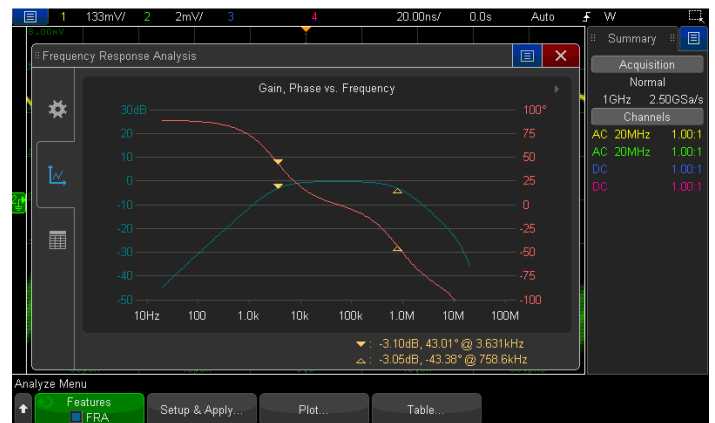 1 133mV/ 2 2mV/ 3 4 20.00ns/ 0.0s Auto W
8.00mV
Summary
Frequency Response Analysis
Acquisition
Normal
1GHz 2.50GSa/s
Channels
AC 20MHz 1.00:1
AC 20MHz 1.00:1
DC 1.00:1
DC 1.00:1
Gain, Phase vs. Frequency
30dB 100°
20 75
10 50
0 25
-10 0
-20 -25
-30 -50
-40 -75
-50 -100
10Hz 100 1.0k 10k 100k 1.0M 10M 100M
-3.10dB, 43.01° @ 3.631kHz
-3.05dB, -43.38° @ 758.6kHz
Analyze Menu
Features
FRA
Setup & Apply...
Plot...
Table...